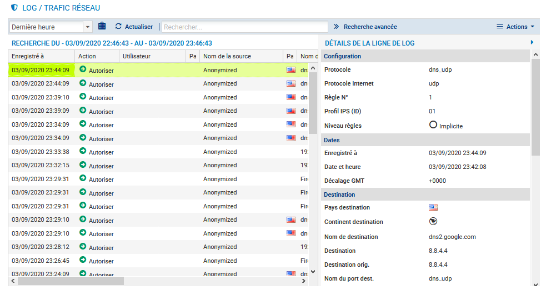 LOG / TRAFIC RÉSEAU
Dernière heure
Actualiser
Rechercher...
Recherche avancée
Actions
RECHERCHE DU - 03/09/2020 22:46:43 - AU - 03/09/2020 23:46:43
Enregistré à Action Utilisateur Pa Nom de la source Pa Nom d
03/09/2020 23:44:09 Autoriser Anonymized dn
03/09/2020 23:44:09 Autoriser Anonymized dn
03/09/2020 23:39:10 Autoriser Anonymized dn
03/09/2020 23:39:09 Autoriser Anonymized dn
03/09/2020 23:34:09 Autoriser Anonymized dn
03/09/2020 23:34:09 Autoriser Anonymized dn
03/09/2020 23:33:38 Autoriser Anonymized 19
03/09/2020 23:32:15 Autoriser Anonymized 19
03/09/2020 23:29:31 Autoriser Anonymized Fir
03/09/2020 23:29:31 Autoriser Anonymized Fir
03/09/2020 23:29:31 Autoriser Anonymized Fir
03/09/2020 23:29:10 Autoriser Anonymized dn
03/09/2020 23:29:10 Autoriser Anonymized dn
03/09/2020 23:28:12 Autoriser Anonymized 19
03/09/2020 23:26:45 Autoriser Anonymized Fir
03/09/2020 23:24:09 Autoriser Anonymized dn
DÉTAILS DE LA LIGNE DE LOG
Configuration
Protocole dns_udp
Protocole Internet udp
Règle N° 1
Profil IPS (ID) 01
Niveau règles Implicite
Dates
Enregistré à 03/09/2020 23:44:09
Date et heure 03/09/2020 23:42:08
Décalage GMT +0000
Destination
Pays destination
Continent destination
Nom de destination dns2.google.com
Destination 8.8.4.4
Destination orig. 8.8.4.4
Nom du port dest. dns_udp